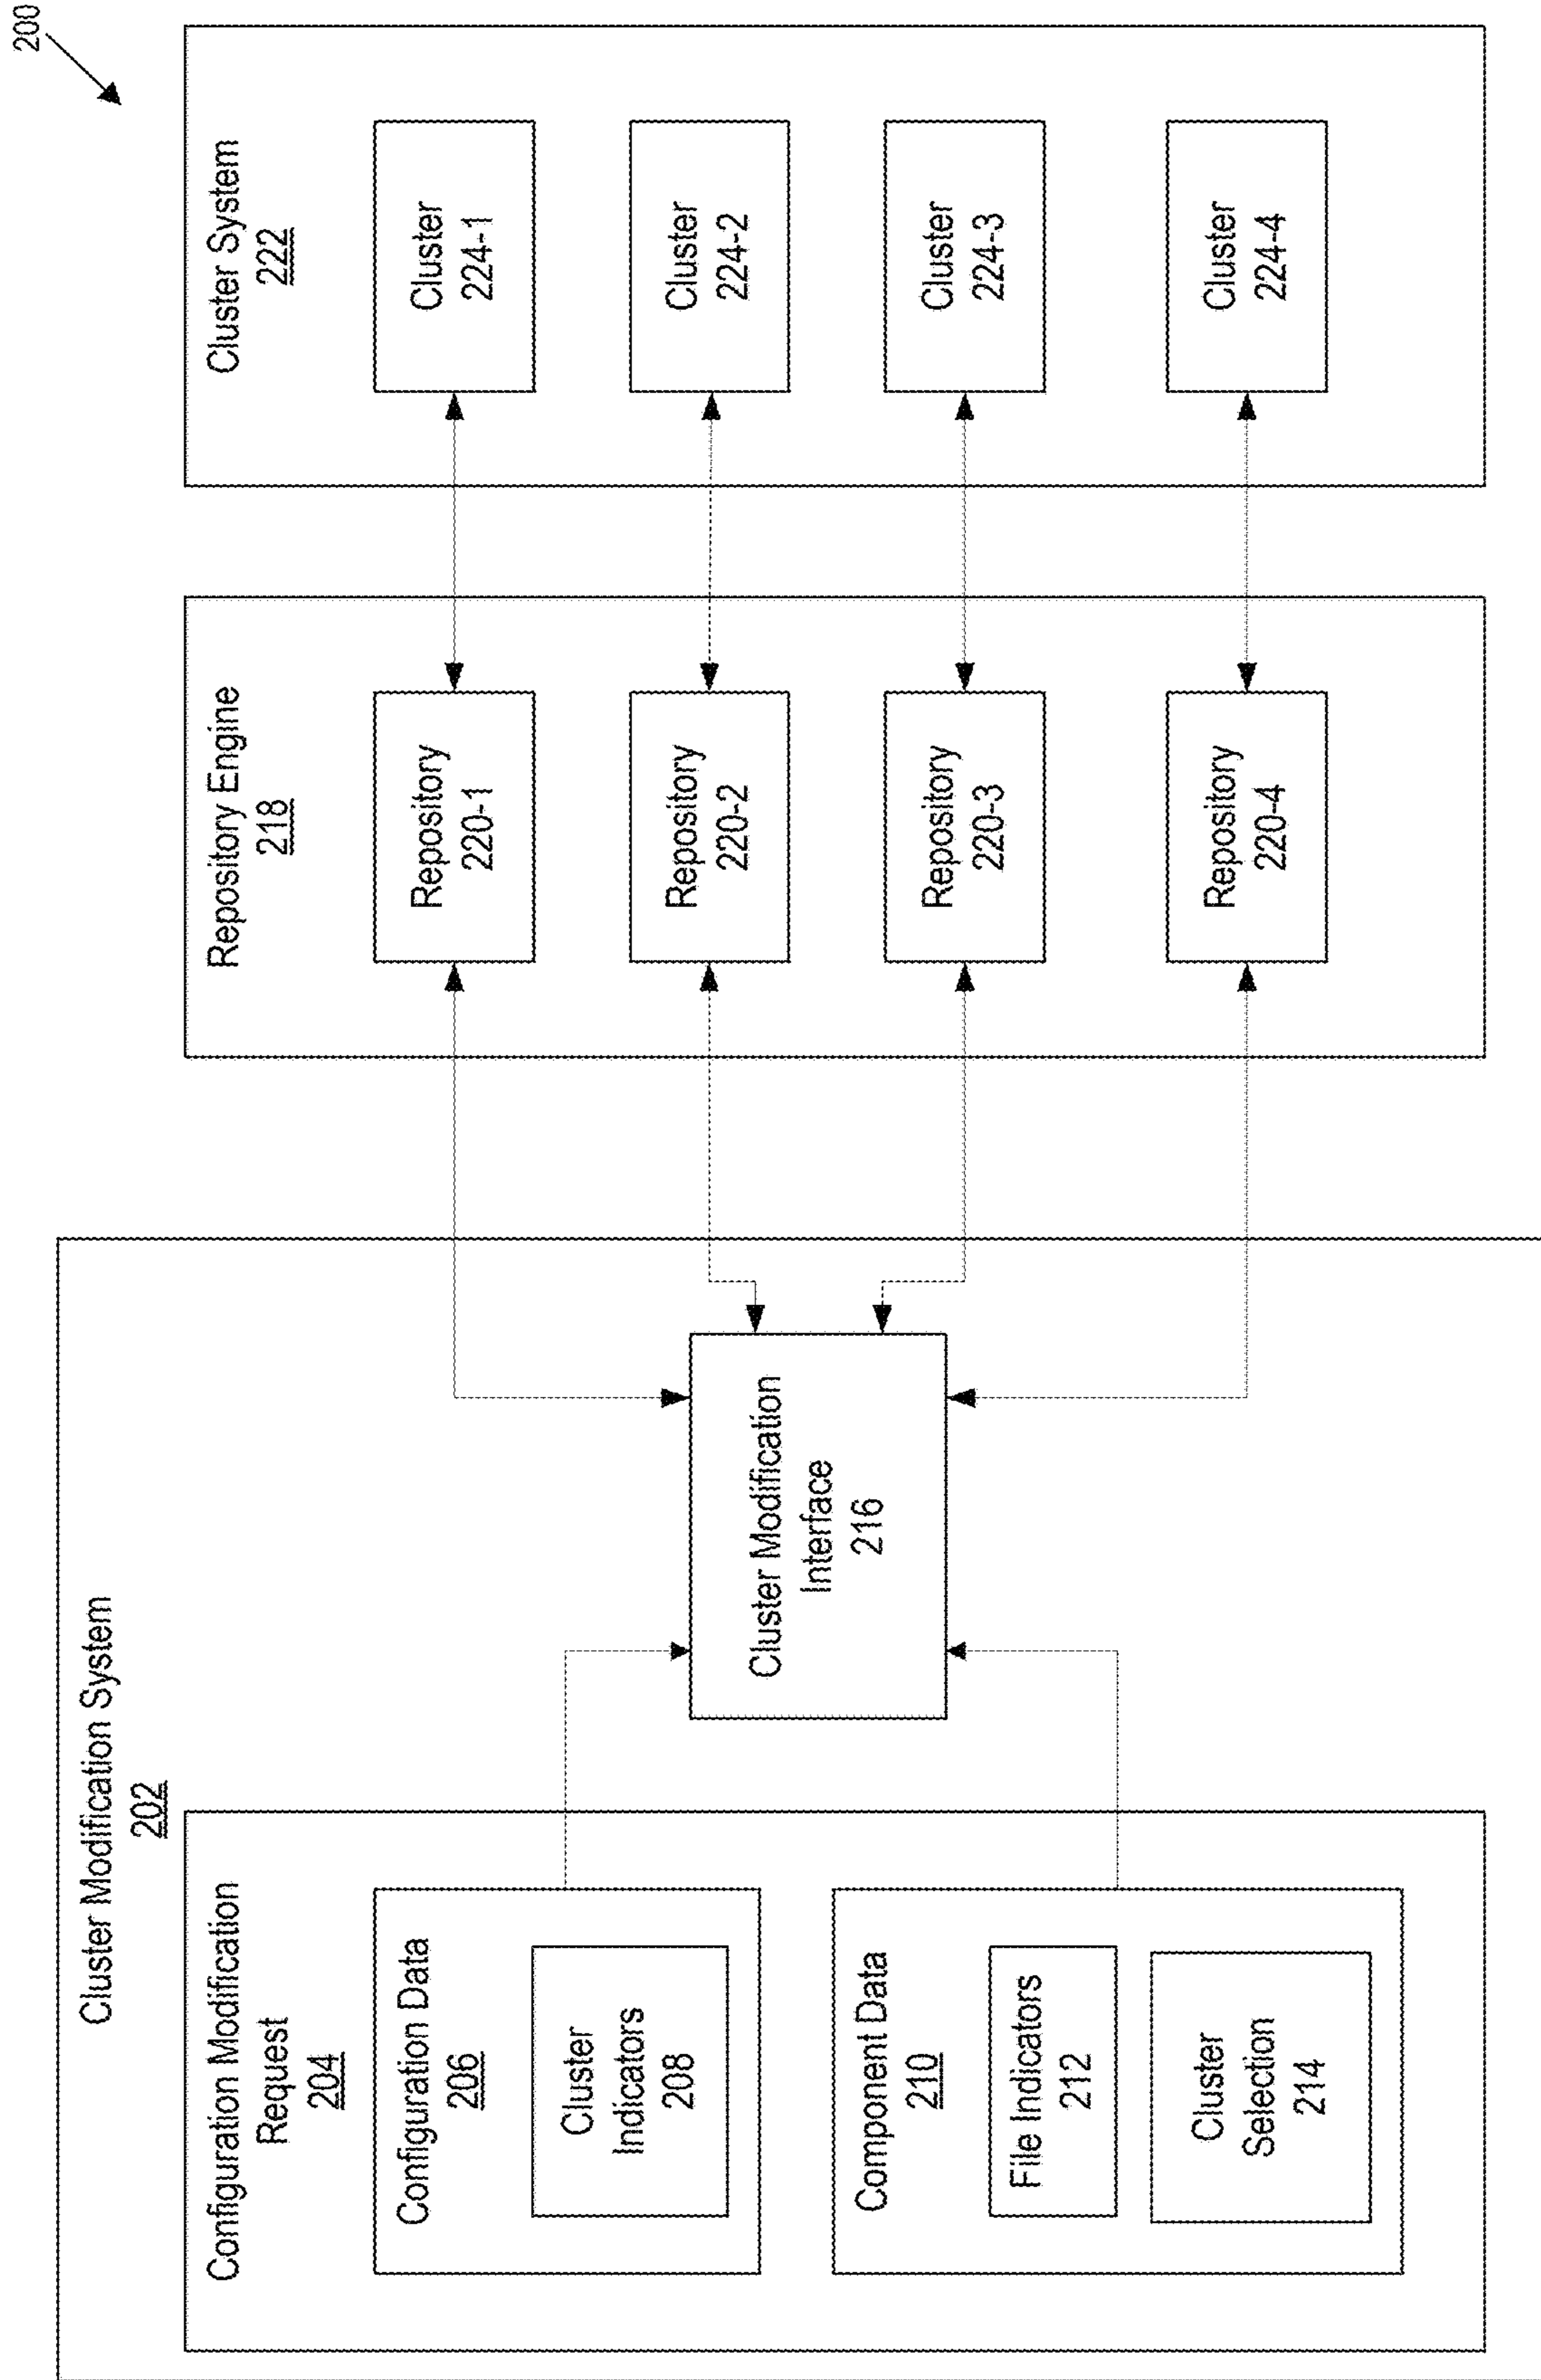 200
Cluster Modification System
202
Configuration Modification
Request
204
Configuration Data
206
Cluster
Indicators
208
Component Data
210
File Indicators
212
Cluster
Selection
214
Cluster Modification
Interface
216
Repository Engine
218
Repository
220-1
Repository
220-2
Repository
220-3
Repository
220-4
Cluster System
222
Cluster
224-1
Cluster
224-2
Cluster
224-3
Cluster
224-4